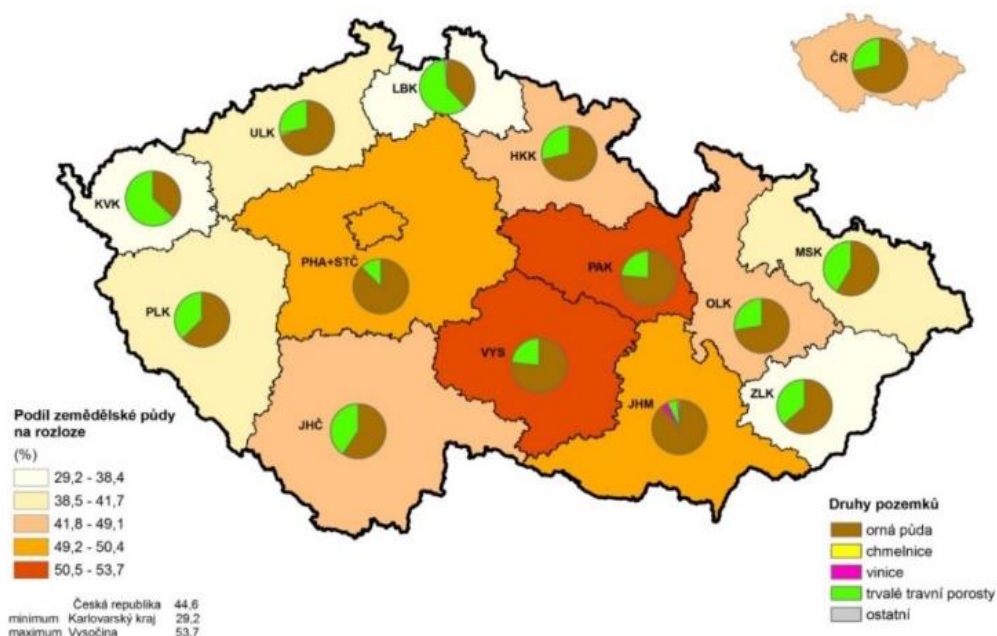 ČR
LBK
ULK
HKK
KVK
MSK
PHA+STČ
PAK
PLK
OLK
VYS
ZLK
JHM
JHČ
Podíl zemědělské půdy
na rozloze
(%)
29,2 - 38,4
38,5 - 41,7
41,8 - 49,1
49,2 - 50,4
50,5 - 53,7
Česká republika 44,6
minimum Karlovarský kraj 29,2
maximum Vysočina 53,7
Druhy pozemků
orná půda
chmelnice
vinice
trvalé travní porosty
ostatní